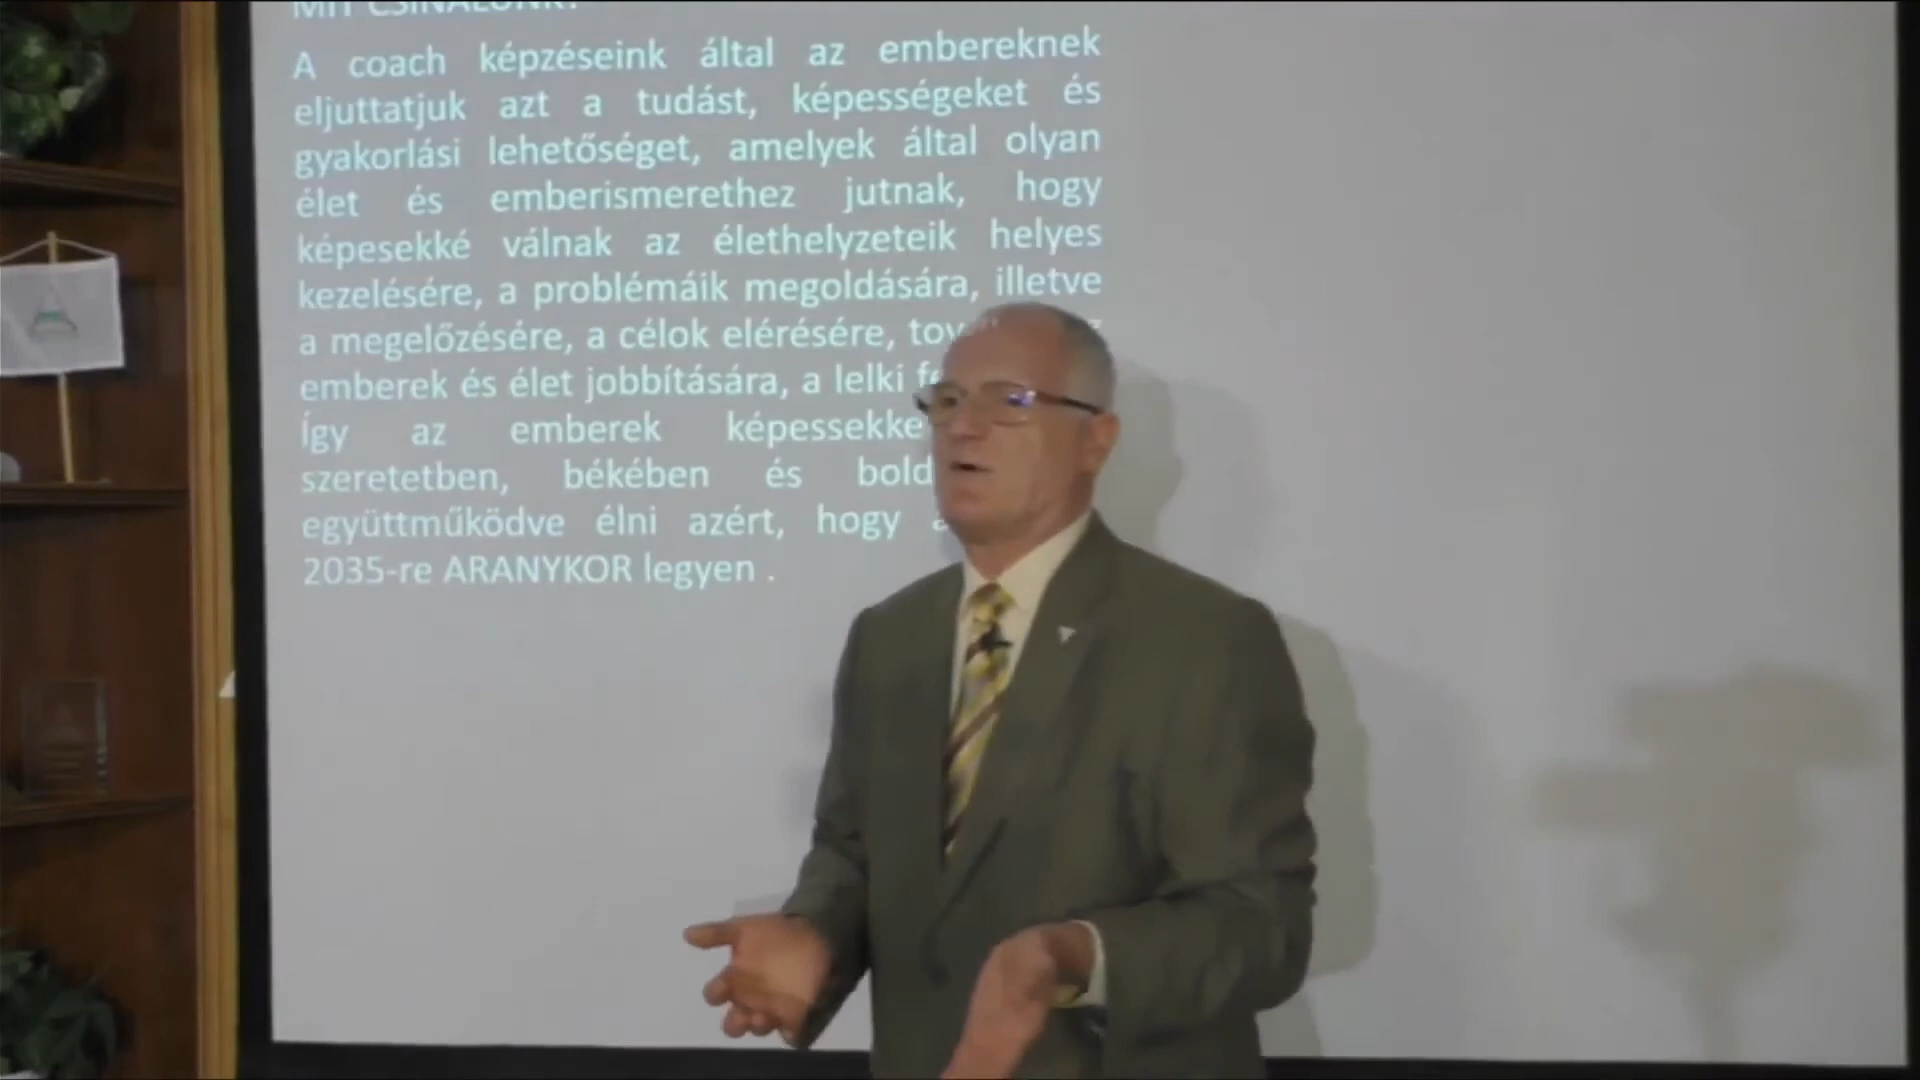 MIT CSINÁLUNK?
A coach képzéseink által az embereknek
eljuttatjuk azt a tudást, képességeket és
gyakorlási lehetőséget, amelyek által olyan
élet és emberismerethez jutnak, hogy
képesekké válnak az élethelyzeteik helyes
kezelésére, a problémáik megoldására, illetve
a megelőzésére, a célok elérésére,
emberek és élet jobbítására, a lelki
Így az emberek
szeretetben, békében és
együttműködve élni azért, hogy
2035-re ARANYKOR legyen .